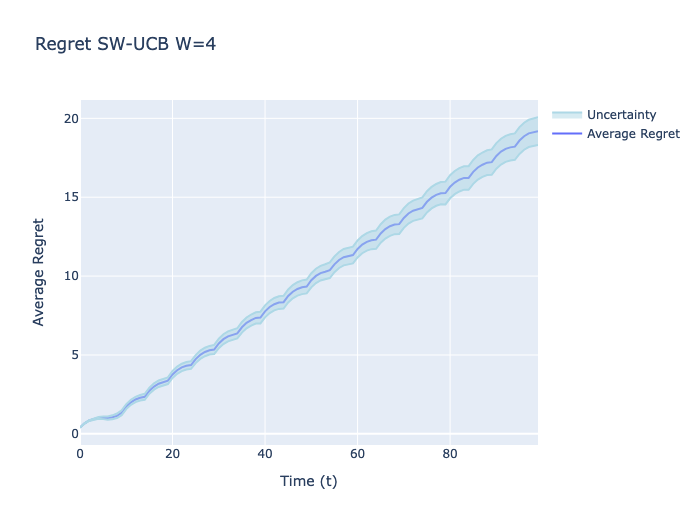 Regret SW-UCB W=4
Uncertainty
Average Regret
20
15
10
5
0
Average Regret
0 20 40 60 80
Time (t)